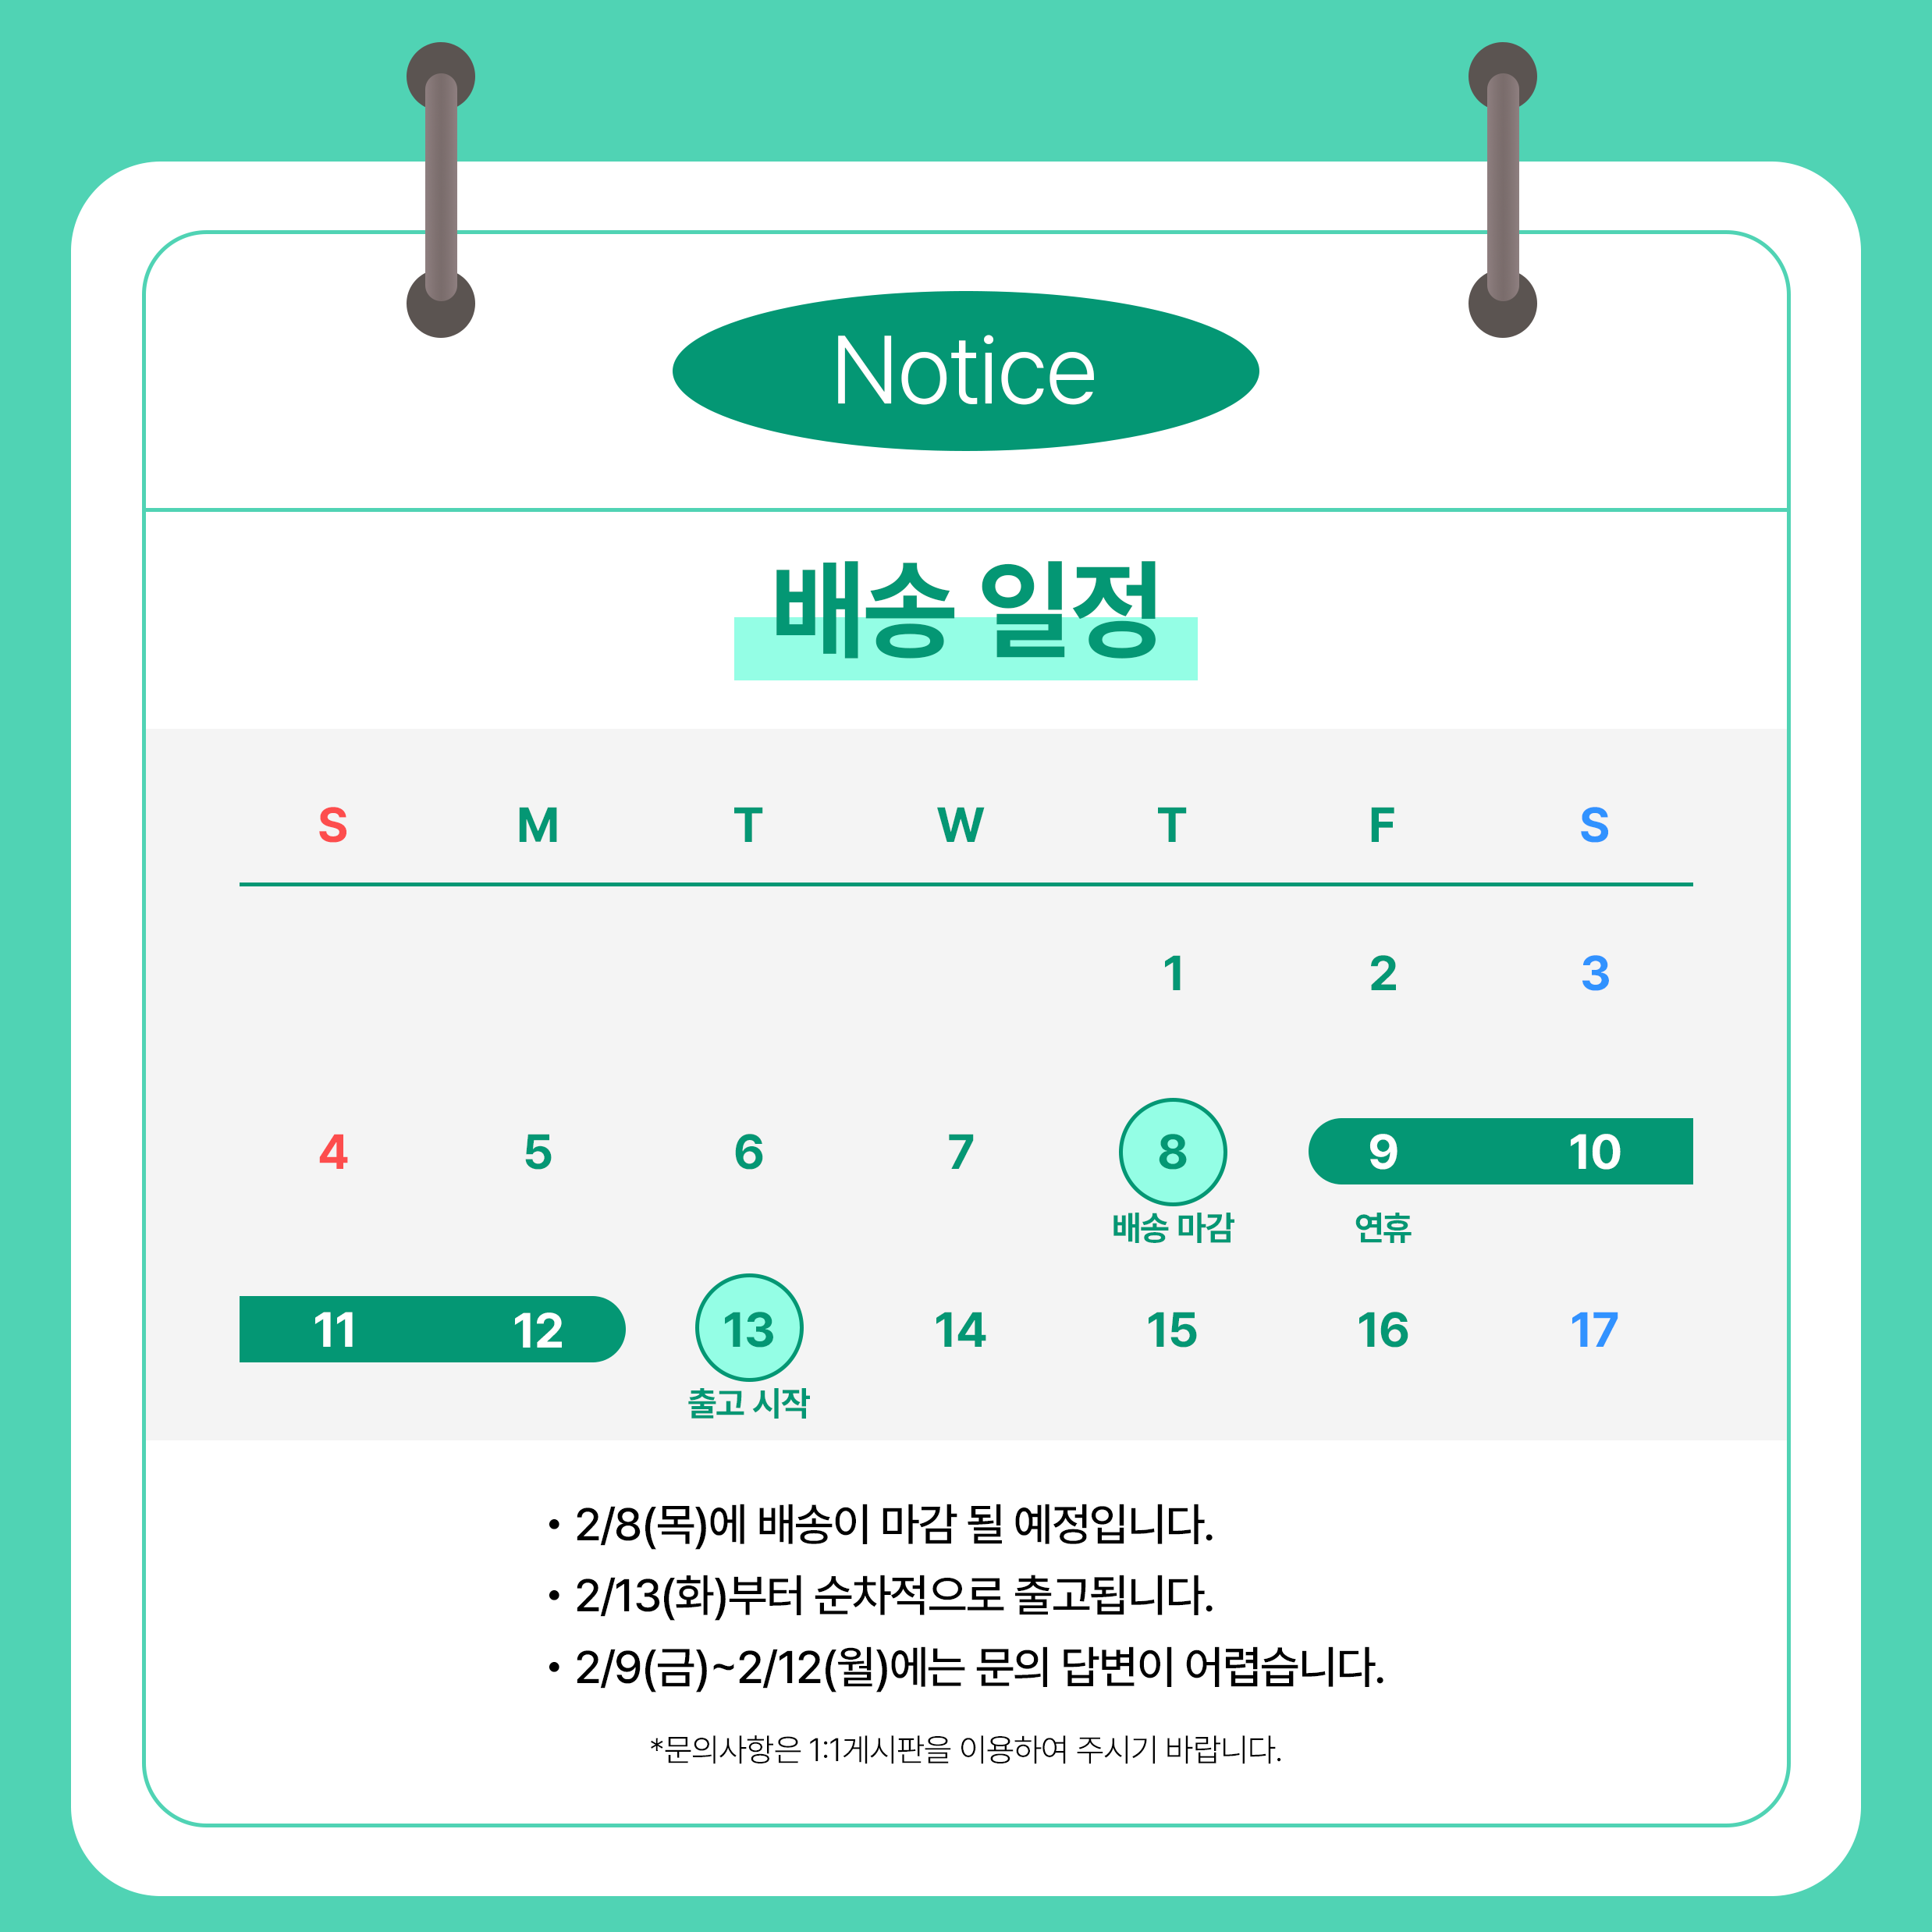 Notice
배송 일정
S M T W T F S
1 2 3
4 5 6 7 8 9 10
배송 마감 연휴
11 12 13 14 15 16 17
출고 시작
• 2/8(목)에 배송이 마감 될 예정입니다.
• 2/13(화)부터 순차적으로 출고됩니다.
• 2/9(금)~2/12(월)에는 문의 답변이 어렵습니다.
*문의사항은 1:1게시판을 이용하여 주시기 바랍니다.